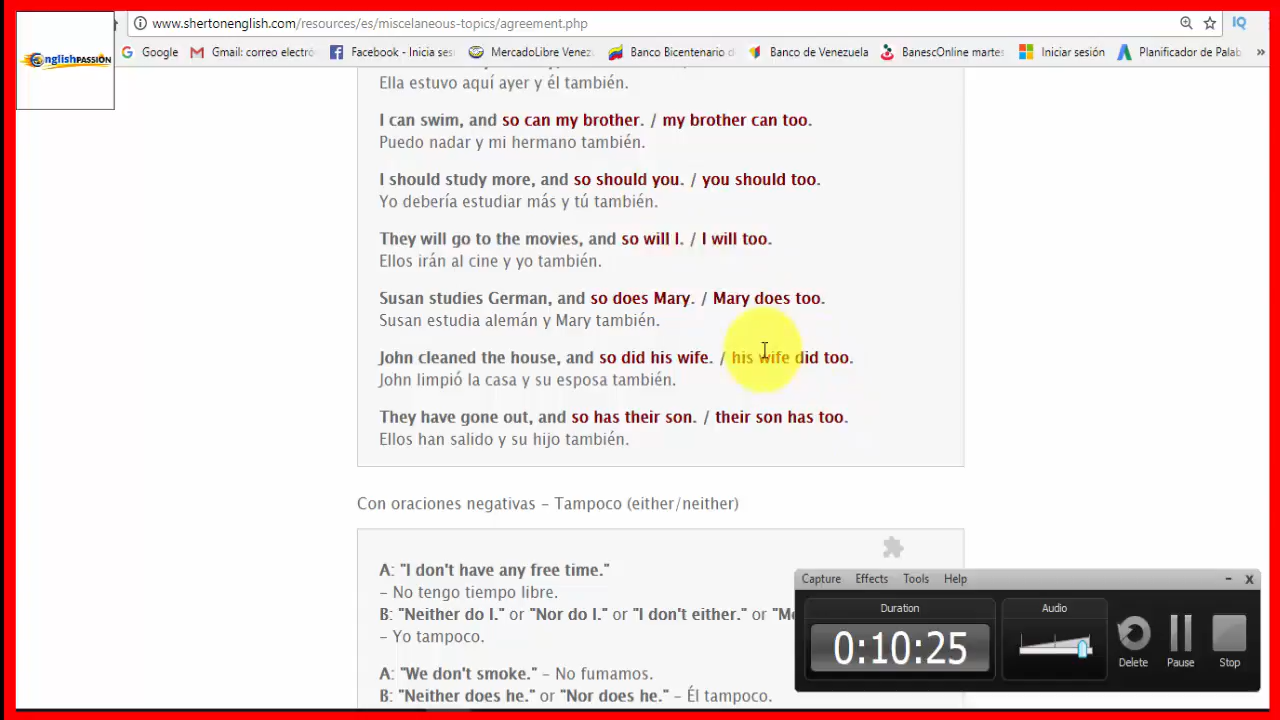 www.shertonenglish.com/resources/es/miscelaneous-topics/agreement.php
IQ
nglishPASSIÓN
Google Gmail: correo electró Facebook - Inicia ses MercadoLibre Venez Banco Bicentenario d Banco de Venezuela BanescOnline martes Iniciar sesión Planificador de Palab »
Ella estuvo aquí ayer y él también.
I can swim, and so can my brother. / my brother can too.
Puedo nadar y mi hermano también.
I should study more, and so should you. / you should too.
Yo debería estudiar más y tú también.
They will go to the movies, and so will I. / I will too.
Ellos irán al cine y yo también.
Susan studies German, and so does Mary. / Mary does too.
Susan estudia alemán y Mary también.
John cleaned the house, and so did his wife. / his wife did too.
John limpió la casa y su esposa también.
They have gone out, and so has their son. / their son has too.
Ellos han salido y su hijo también.
Con oraciones negativas – Tampoco (either/neither)
A: "I don't have any free time."
– No tengo tiempo libre.
B: "Neither do I." or "Nor do I." or "I don't either." or
– Yo tampoco.
A: "We don't smoke." – No fumamos.
B: "Neither does he." or "Nor does he." – Él tampoco.
Capture Effects Tools Help
Duration
0:10:25
Audio
Delete
Pause
Stop